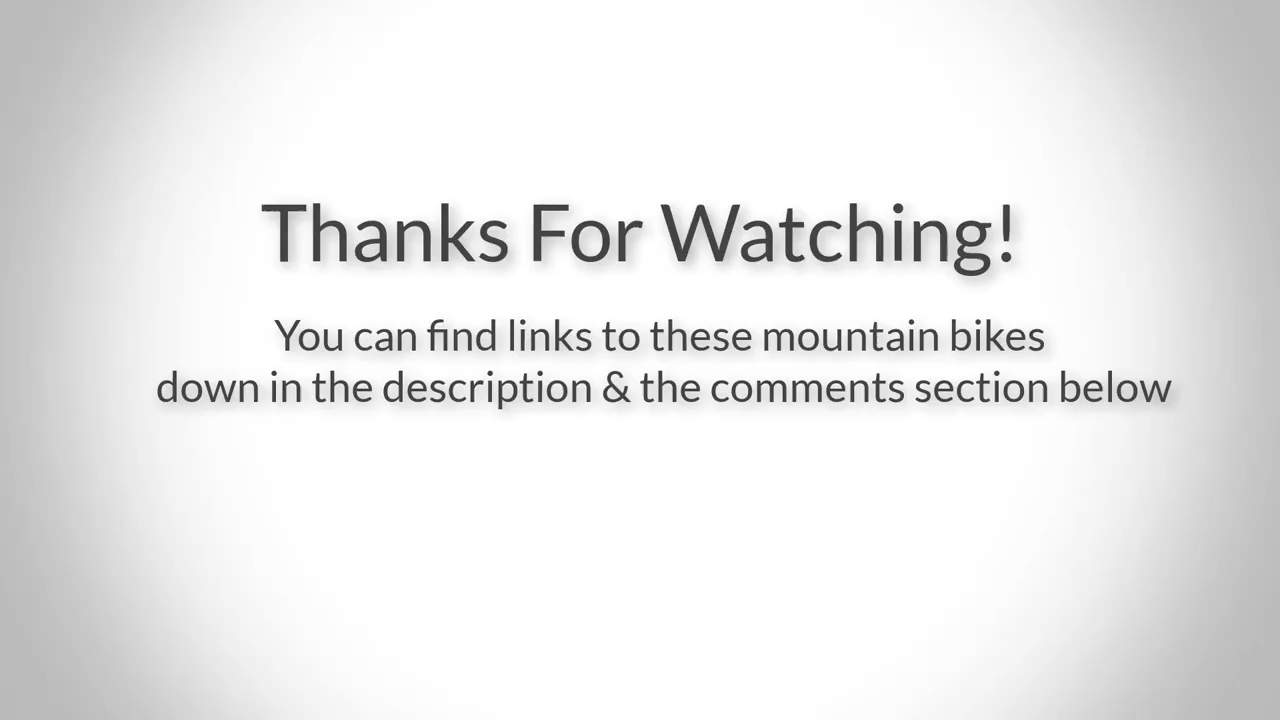 Thanks For Watching!
You can find links to these mountain bikes
down in the description & the comments section below